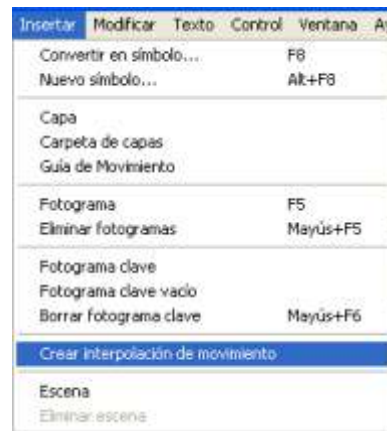 Insertar Modificar Texto Control Ventana
Convertir en símbolo... F8
Nuevo símbolo... Alt+F8
Capa
Carpeta de capas
Guía de Movimiento
Fotograma F5
Eliminar fotogramas Mayús+F5
Fotograma clave
Fotograma clave vacío
Borrar fotograma clave Mayús+F6
Crear interpolación de movimiento
Escena
Eliminar escena